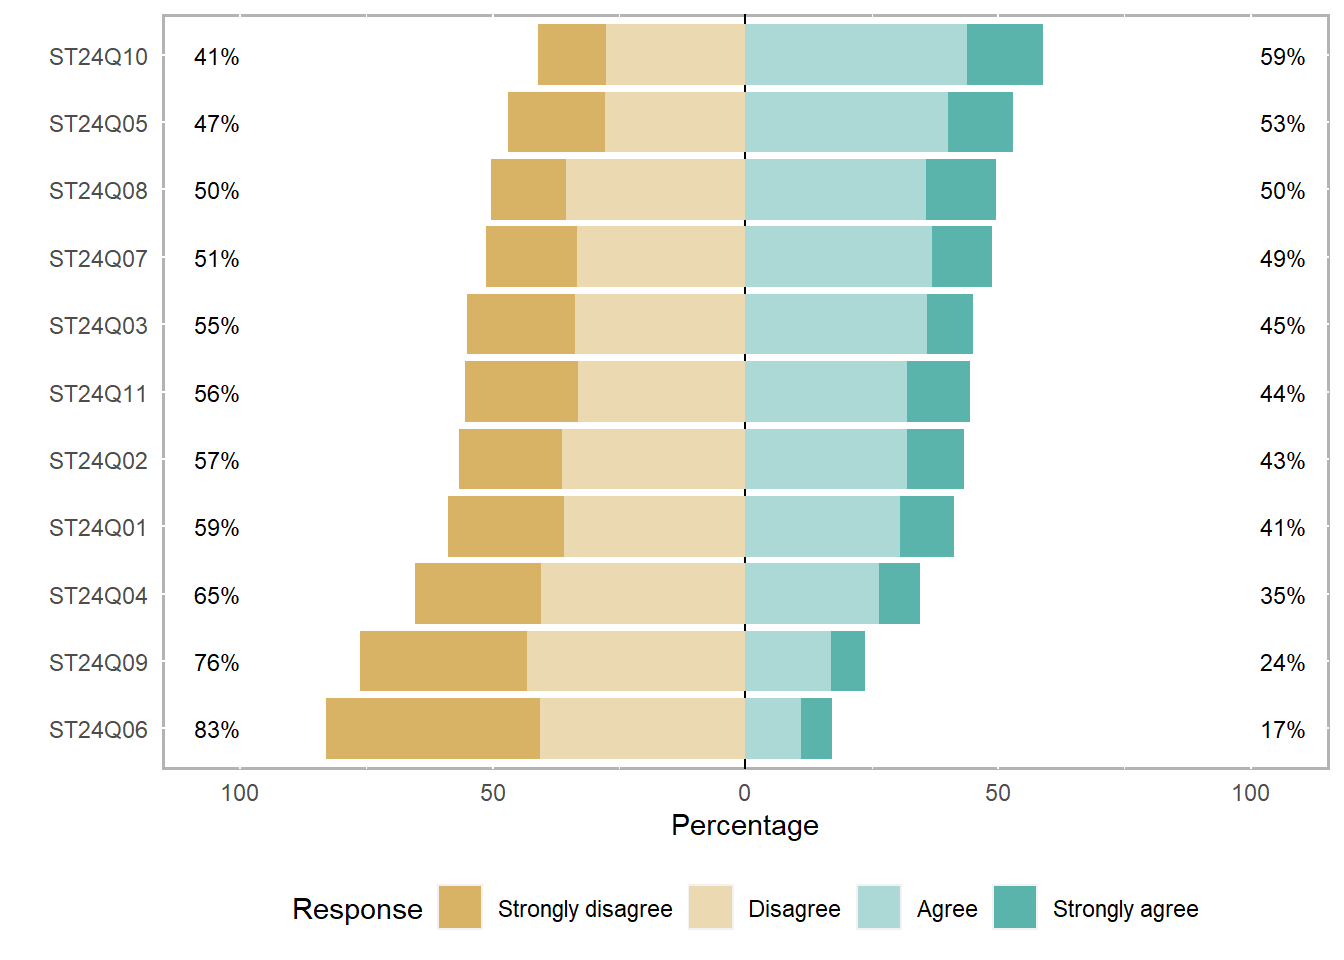 ST24Q10 41% 59%
ST24Q05 47% 53%
ST24Q08 50% 50%
ST24Q07 51% 49%
ST24Q03 55% 45%
ST24Q11 56% 44%
ST24Q02 57% 43%
ST24Q01 59% 41%
ST24Q04 65% 35%
ST24Q09 76% 24%
ST24Q06 83% 17%
100 50 0 50 100
Percentage
Response Strongly disagree Disagree Agree Strongly agree